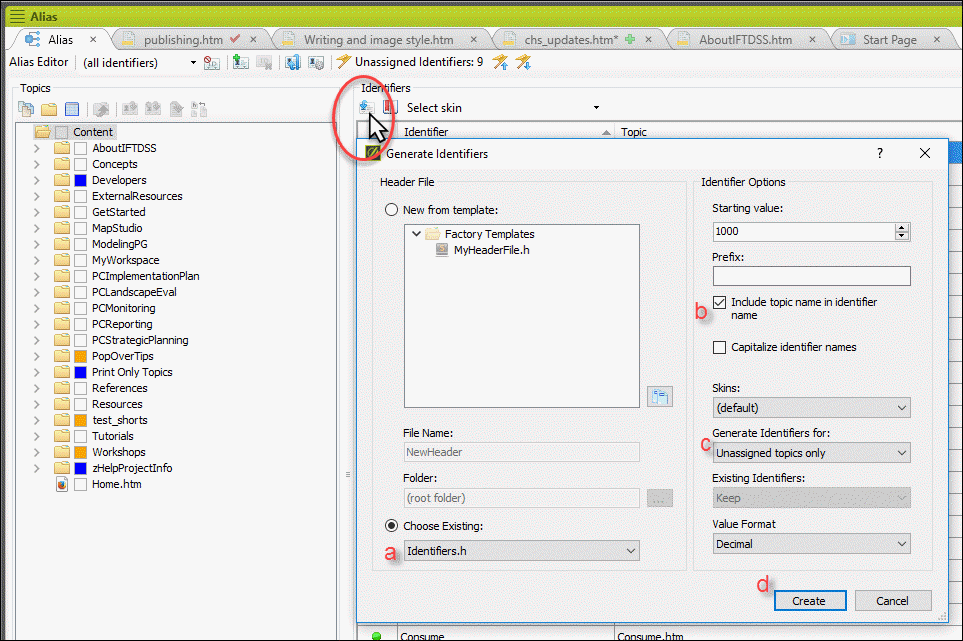 Alias
Alias
publishing.htm
Writing and image style.htm
chs_updates.htm*
AboutIFTDSS.htm
Start Page
Alias Editor
(all identifiers)
Unassigned Identifiers: 9
Topics
Identifiers
Select skin
Identifier
Topic
Content
AboutIFTDSS
Concepts
Developers
ExternalResources
GetStarted
MapStudio
ModelingPG
MyWorkspace
PCImplementationPlan
PCLandscapeEval
PCMonitoring
PCReporting
PCStrategicPlanning
PopOverTips
Print Only Topics
References
Resources
test_shorts
Tutorials
Workshops
zHelpProjectInfo
Home.htm
Generate Identifiers
?
Header File
New from template:
Factory Templates
MyHeaderFile.h
File Name:
NewHeader
Folder:
(root folder)
...
Choose Existing:
a
Identifiers.h
Identifier Options
Starting value:
1000
Prefix:
b
Include topic name in identifier
name
Capitalize identifier names
Skins:
(default)
Generate Identifiers for:
c
Unassigned topics only
Existing Identifiers:
Keep
Value Format
Decimal
d
Create
Cancel
Consume
Consume.htm